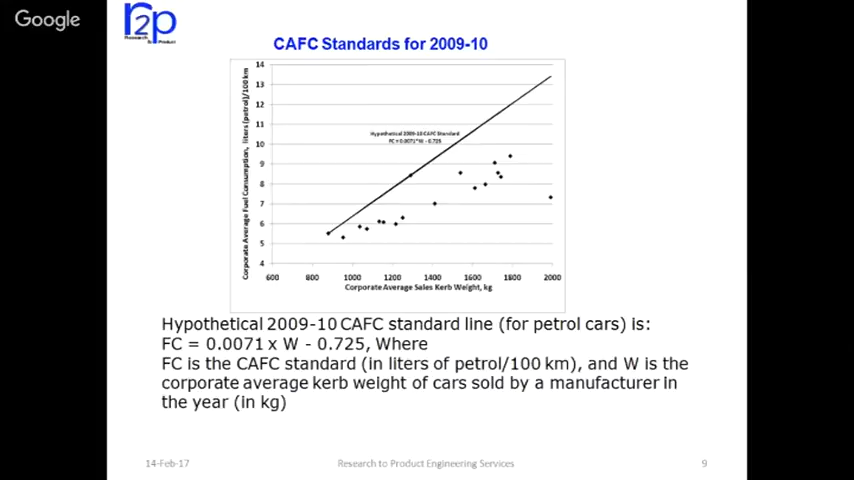 Google
r2p
Research
to Product
CAFC Standards for 2009-10
Corporate Average Fuel Consumption, liters (petrol)/100 km
14
13
12
11
10
9
8
7
6
5
4
Hypothetical 2009-10 CAFC Standard
FC = 0.0071*W - 0.725
600 800 1000 1200 1400 1600 1800 2000
Corporate Average Sales Kerb Weight, kg
Hypothetical 2009-10 CAFC standard line (for petrol cars) is:
FC = 0.0071 x W - 0.725, Where
FC is the CAFC standard (in liters of petrol/100 km), and W is the
corporate average kerb weight of cars sold by a manufacturer in
the year (in kg)
14-Feb-17 Research to Product Engineering Services 9